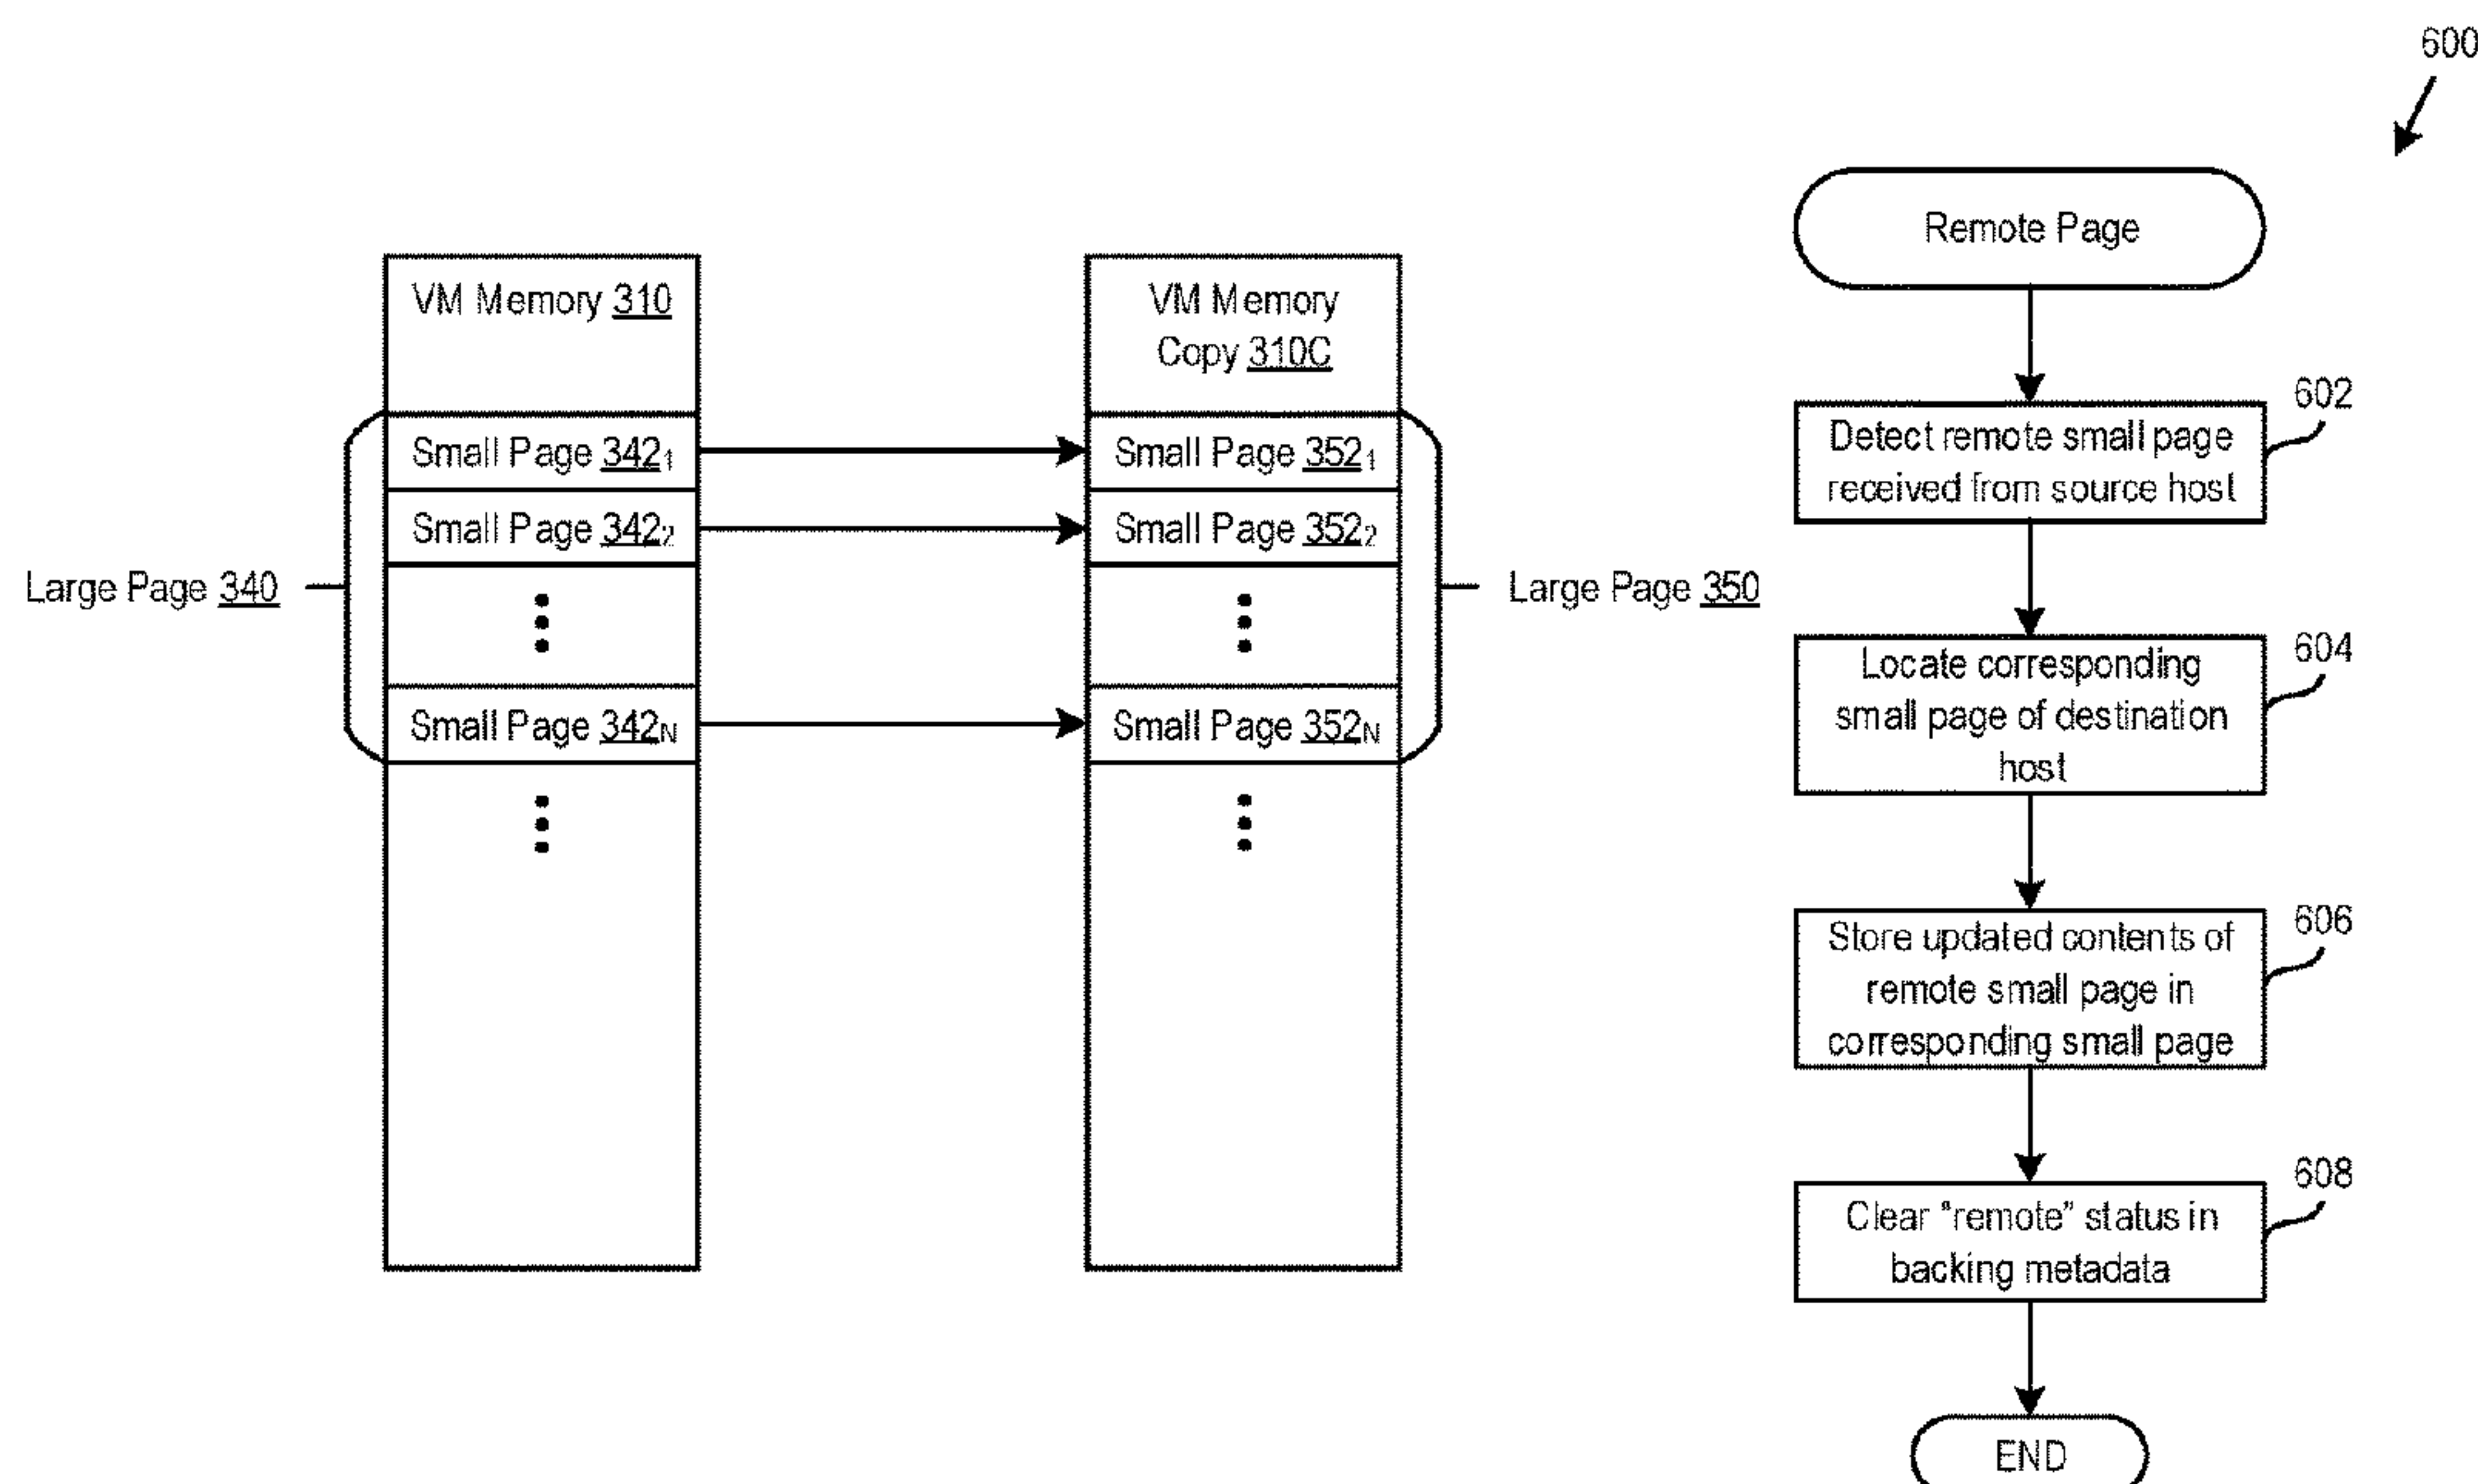 600
VM Memory 310
Small Page 342₁
Small Page 342₂
Small Page 342N
Large Page 340
VM Memory
Copy 310C
Small Page 352₁
Small Page 352₂
Small Page 352N
Large Page 350
Remote Page
602
Detect remote small page
received from source host
604
Locate corresponding
small page of destination
host
606
Store updated contents of
remote small page in
corresponding small page
608
Clear "remote" status in
backing metadata
END